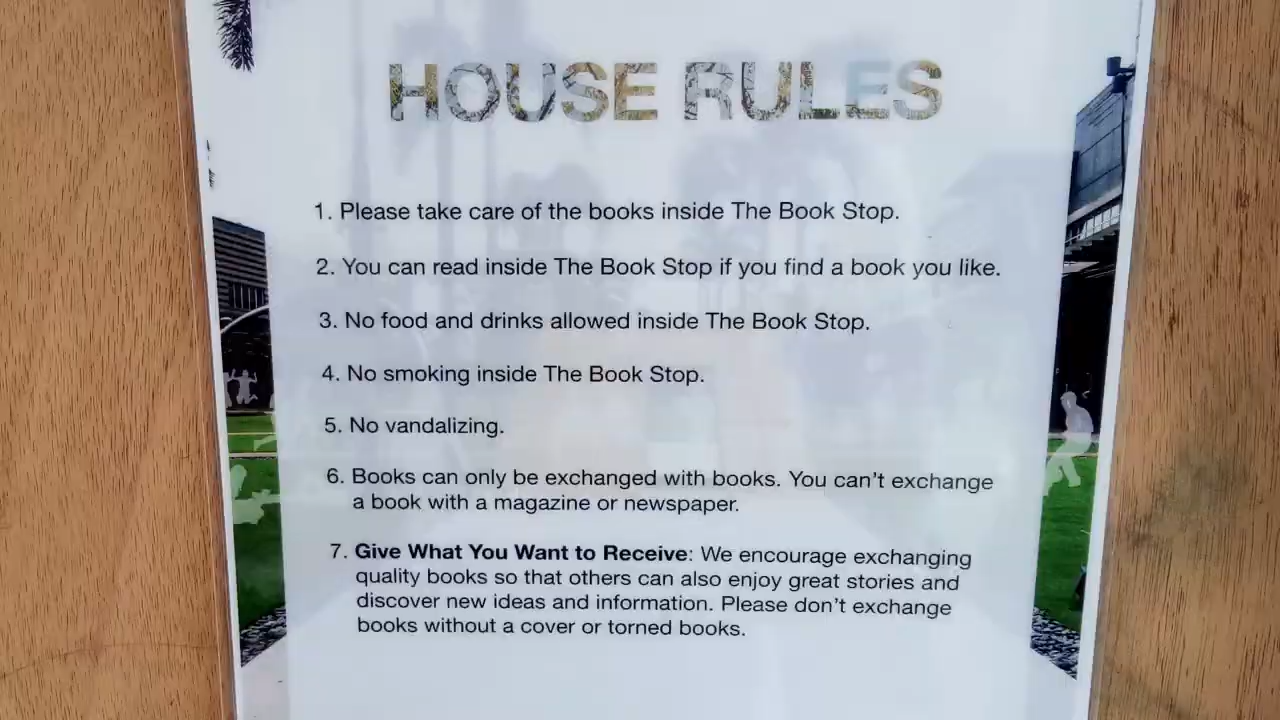 HOUSE RULES
1. Please take care of the books inside The Book Stop.
2. You can read inside The Book Stop if you find a book you like.
3. No food and drinks allowed inside The Book Stop.
4. No smoking inside The Book Stop.
5. No vandalizing.
6. Books can only be exchanged with books. You can't exchange
a book with a magazine or newspaper.
7. Give What You Want to Receive: We encourage exchanging
quality books so that others can also enjoy great stories and
discover new ideas and information. Please don't exchange
books without a cover or torned books.